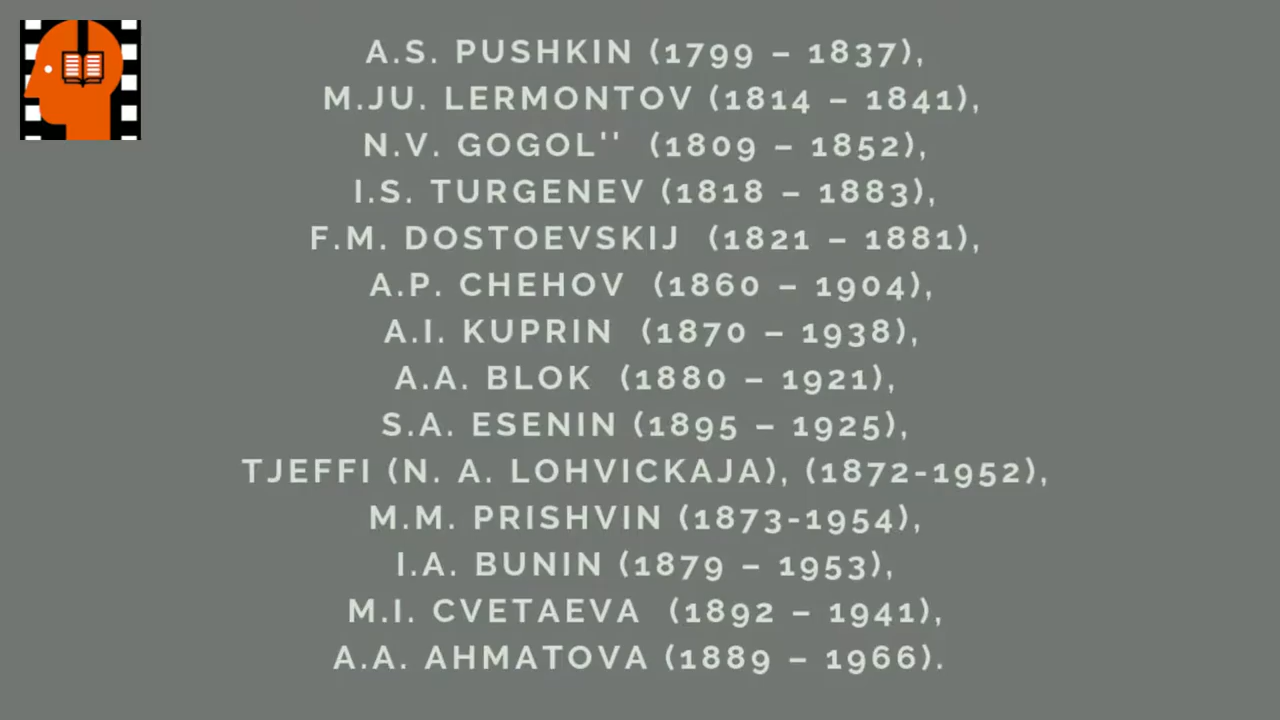 A.S. PUSHKIN (1799 – 1837),
M.JU. LERMONTOV (1814 – 1841),
N.V. GOGOL'' (1809 – 1852),
I.S. TURGENEV (1818 – 1883),
F.M. DOSTOEVSKIJ (1821 – 1881),
A.P. CHEHOV (1860 – 1904),
A.I. KUPRIN (1870 – 1938),
A.A. BLOK (1880 – 1921),
S.A. ESENIN (1895 – 1925),
TJEFFI (N. A. LOHVICKAJA), (1872-1952),
M.M. PRISHVIN (1873-1954),
I.A. BUNIN (1879 – 1953),
M.I. CVETAEVA (1892 – 1941),
A.A. AHMATOVA (1889 – 1966).